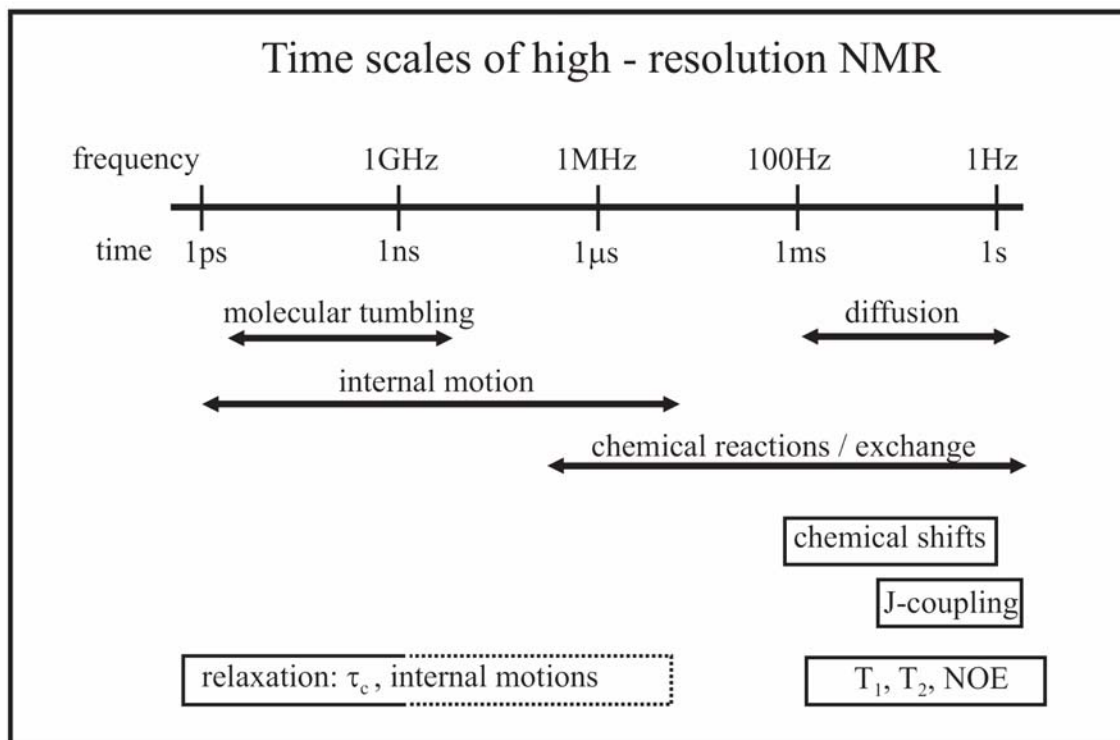 Time scales of high - resolution NMR
frequency 1GHz 1MHz 100Hz 1Hz
time 1ps 1ns 1μs 1ms 1s
molecular tumbling diffusion
internal motion
chemical reactions / exchange
chemical shifts
J-coupling
relaxation: τc , internal motions T1, T2, NOE